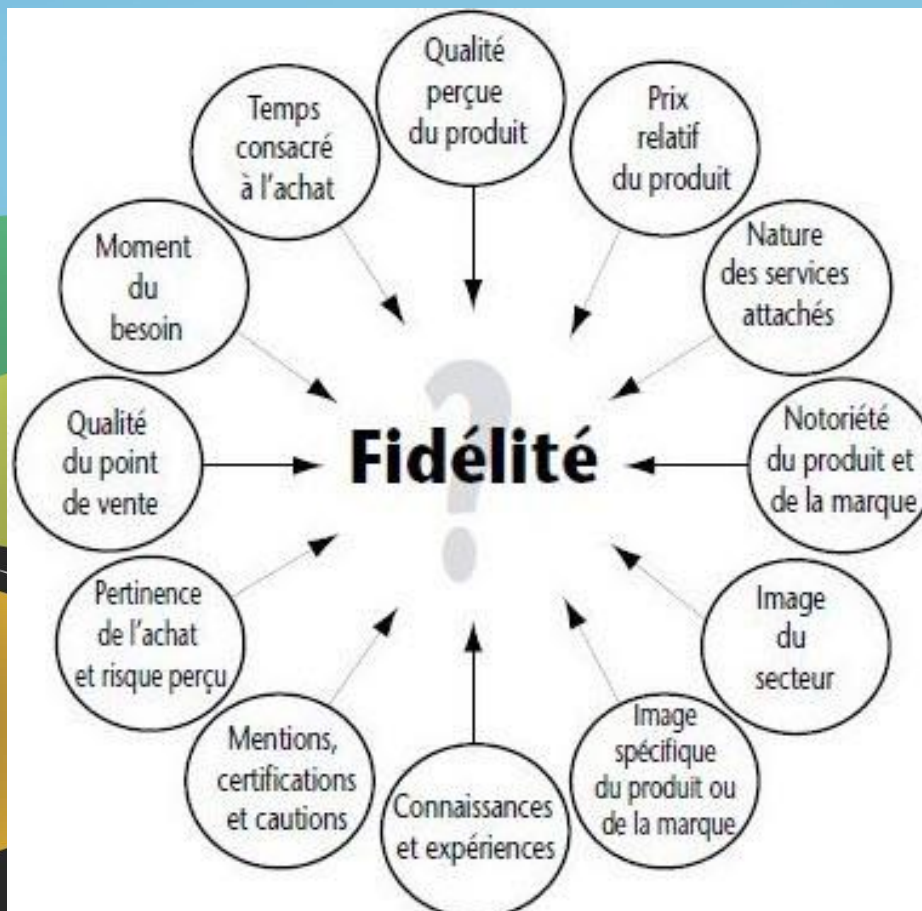 Qualité
perçue
du produit
Prix
relatif
du produit
Nature
des services
attachés
Notoriété
du produit et
de la marque
Image
du
secteur
Image
spécifique
du produit ou
de la marque
Connaissances
et expériences
Mentions,
certifications
et cautions
Pertinence
de l'achat
et risque perçu
Qualité
du point
de vente
Moment
du
besoin
Temps
consacré
à l'achat
?
Fidélité